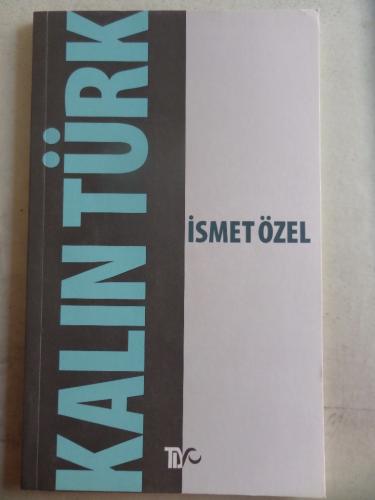 KALIN TÜRK
İSMET ÖZEL
TİYO